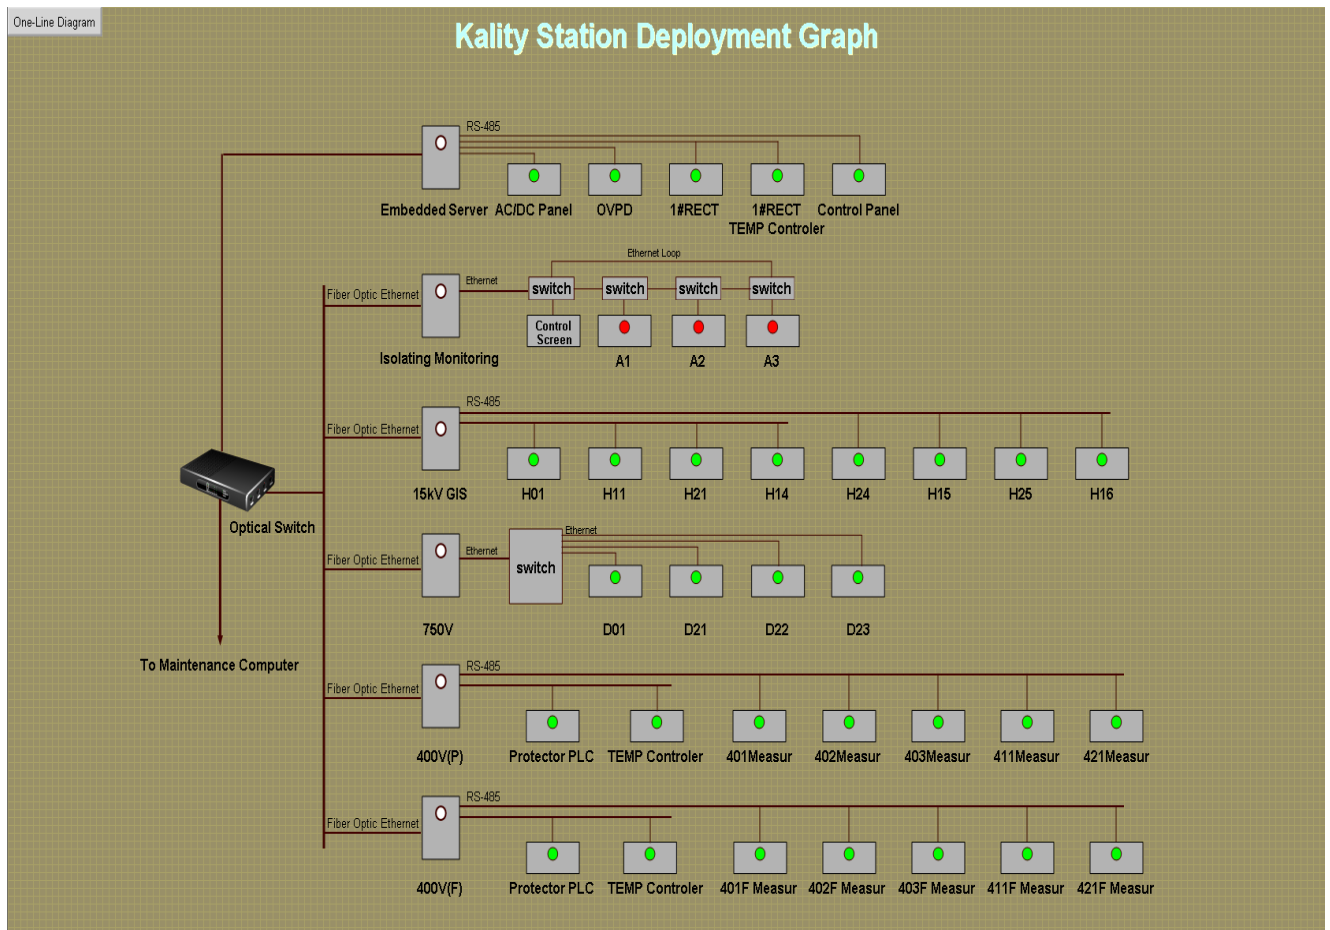 One-Line Diagram
Kality Station Deployment Graph
RS-485
Embedded Server AC/DC Panel OVPD 1#RECT 1#RECT Control Panel
TEMP Controler
Ethernet Loop
Fiber Optic Ethernet Ethernet switch switch switch switch
Control
Screen
Isolating Monitoring A1 A2 A3
RS-485
Fiber Optic Ethernet
15kV GIS H01 H11 H21 H14 H24 H15 H25 H16
Optical Switch
Ethernet
Fiber Optic Ethernet Ethernet switch
750V D01 D21 D22 D23
To Maintenance Computer
RS-485
Fiber Optic Ethernet
400V(P) Protector PLC TEMP Controler 401Measur 402Measur 403Measur 411Measur 421Measur
RS-485
Fiber Optic Ethernet
400V(F) Protector PLC TEMP Controler 401F Measur 402F Measur 403F Measur 411F Measur 421F Measur